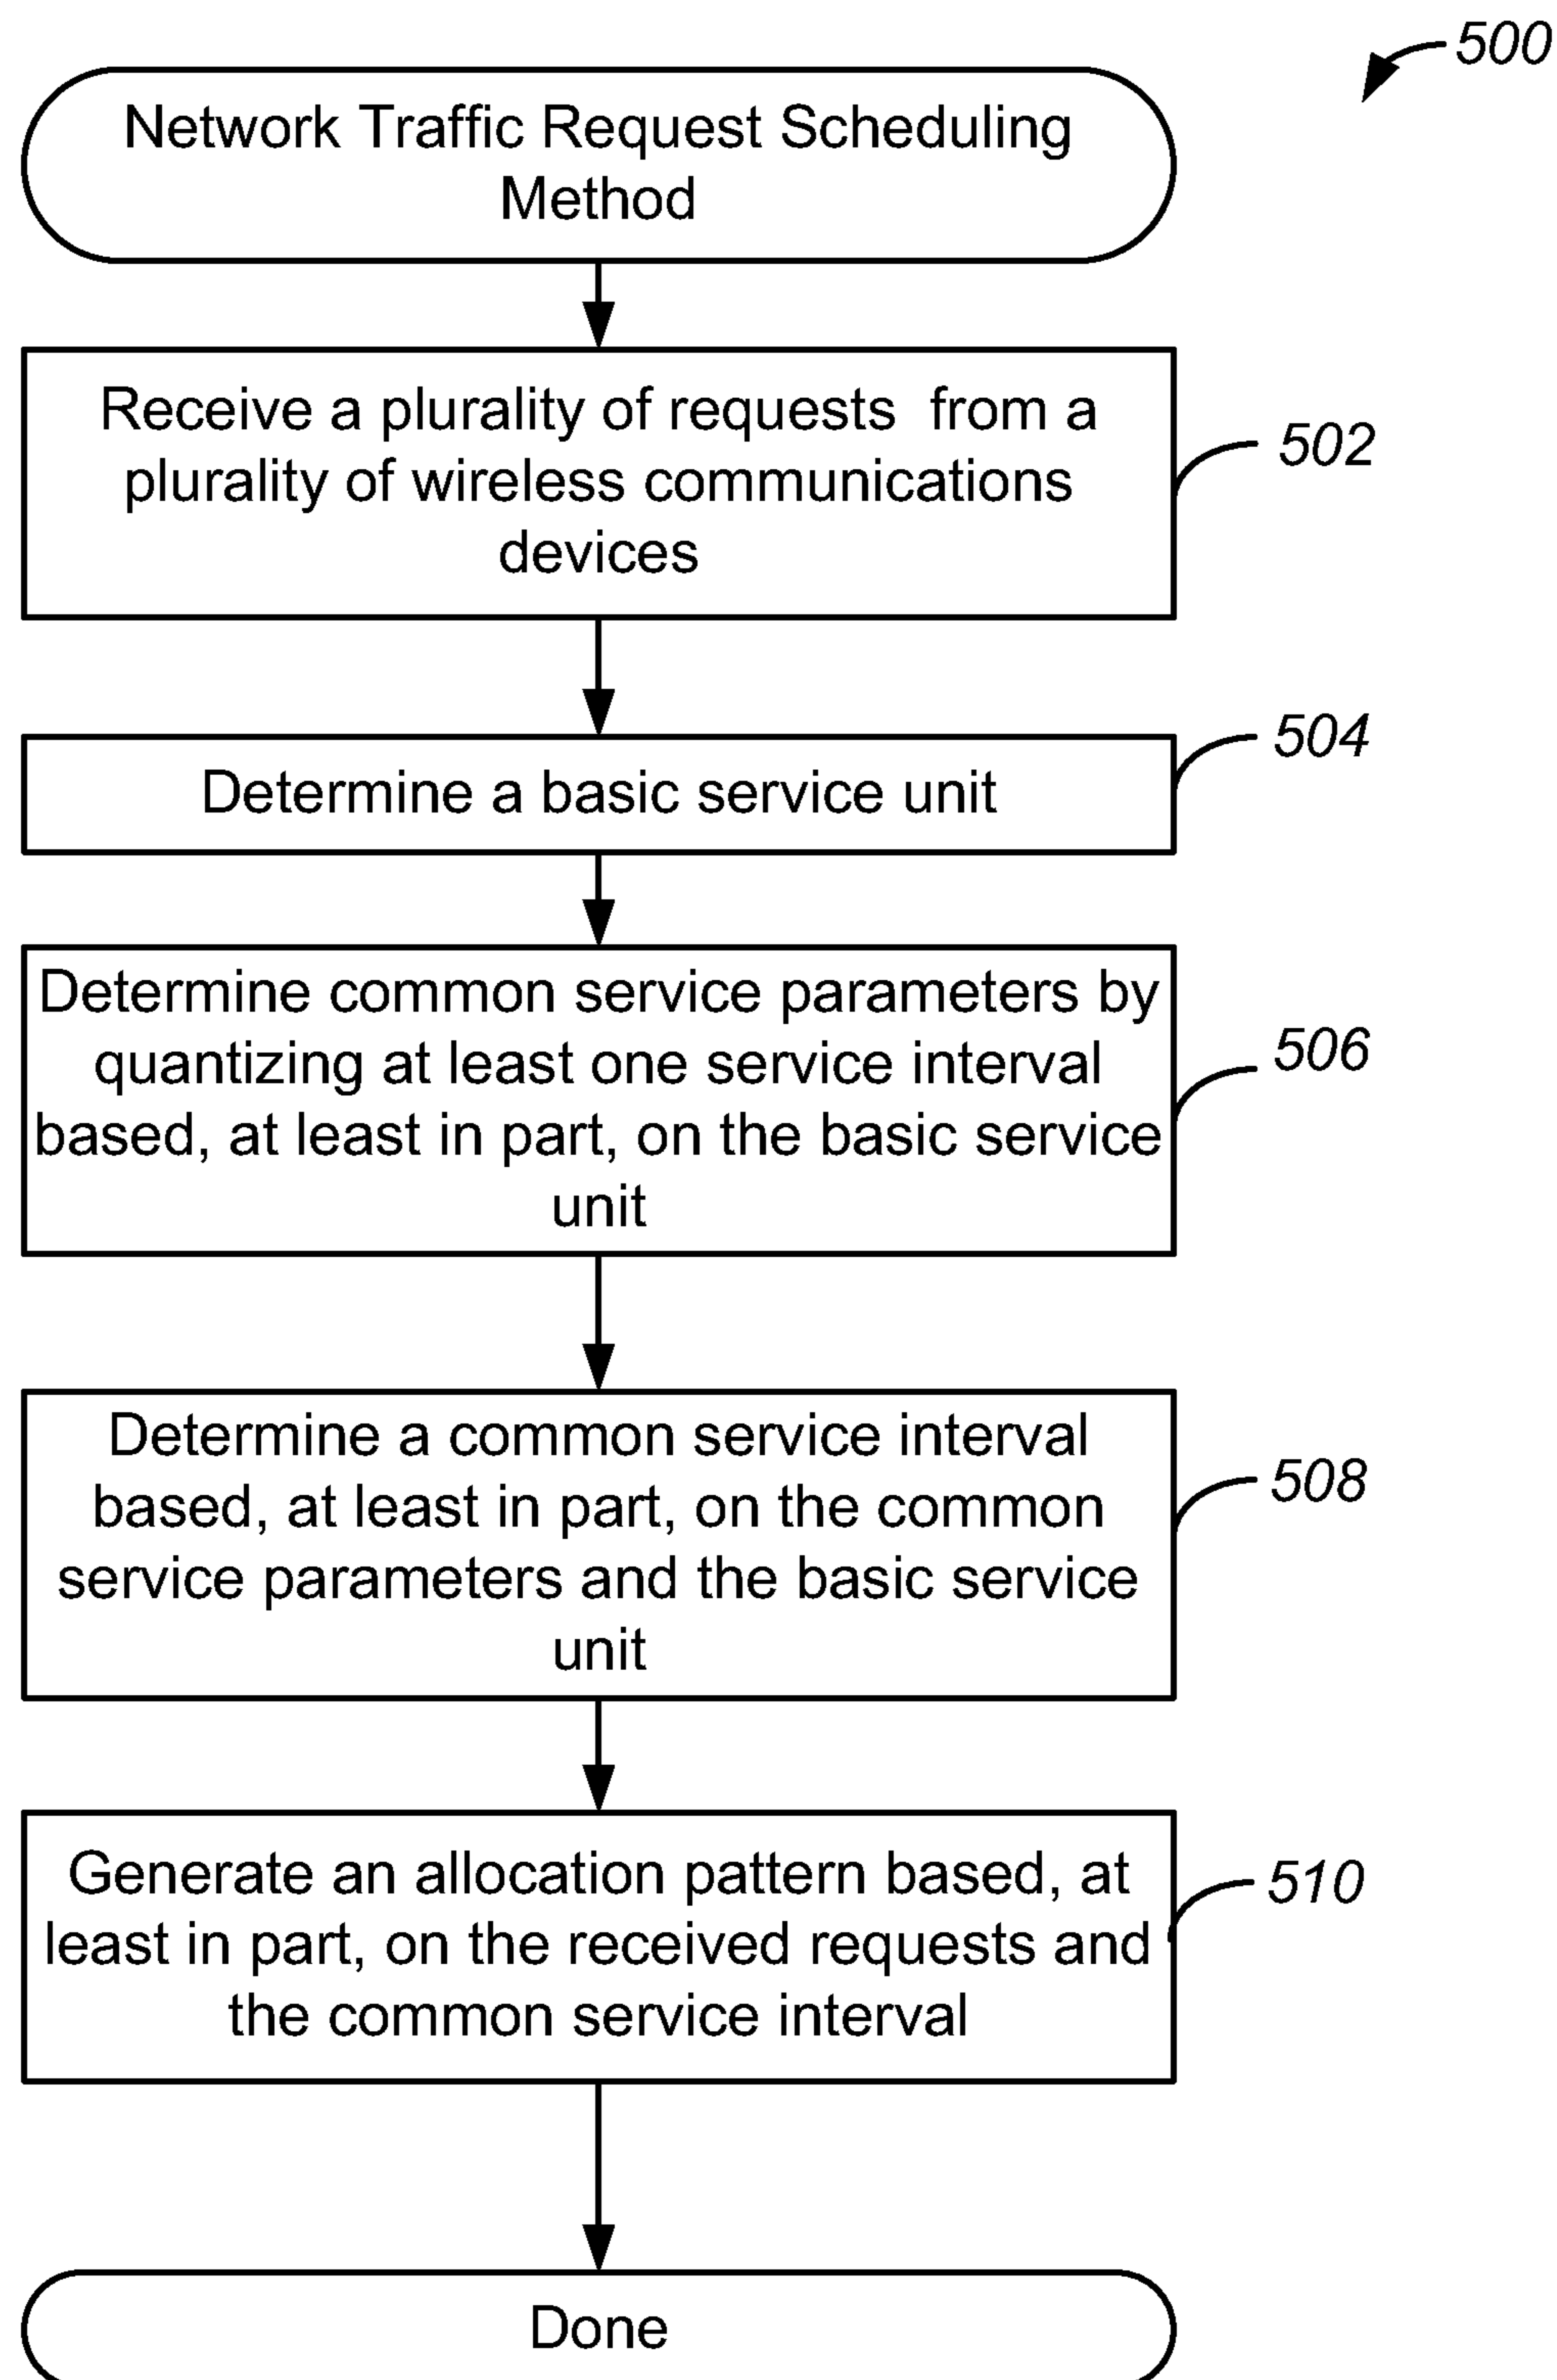 500
Network Traffic Request Scheduling
Method
Receive a plurality of requests from a
plurality of wireless communications
devices
502
Determine a basic service unit
504
Determine common service parameters by
quantizing at least one service interval
based, at least in part, on the basic service
unit
506
Determine a common service interval
based, at least in part, on the common
service parameters and the basic service
unit
508
Generate an allocation pattern based, at
least in part, on the received requests and
the common service interval
510
Done